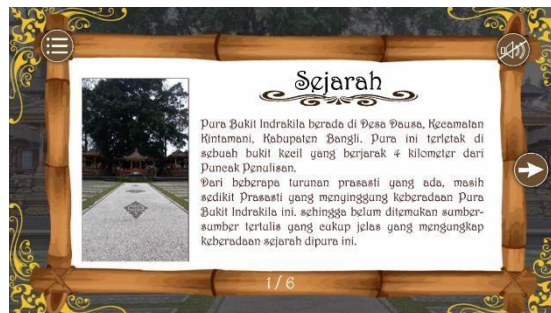 Sejarah
Pura Bukit Indrakila berada di Desa Dausa, Kecamatan
Kintamani, Kabupaten Bangli. Pura ini terletak di
sebuah bukit kecil yang berjarak 4 kilometer dari
Puncak Penulisan.
Dari beberapa turunan prasasti yang ada, masih
sedikit Prasasti yang menyinggung keberadaan Pura
Bukit Indrakila ini. sehingga belum ditemukan sumber-
sumber tertulis yang cukup jelas yang mengungkap
keberadaan sejarah dipura ini.
1/6